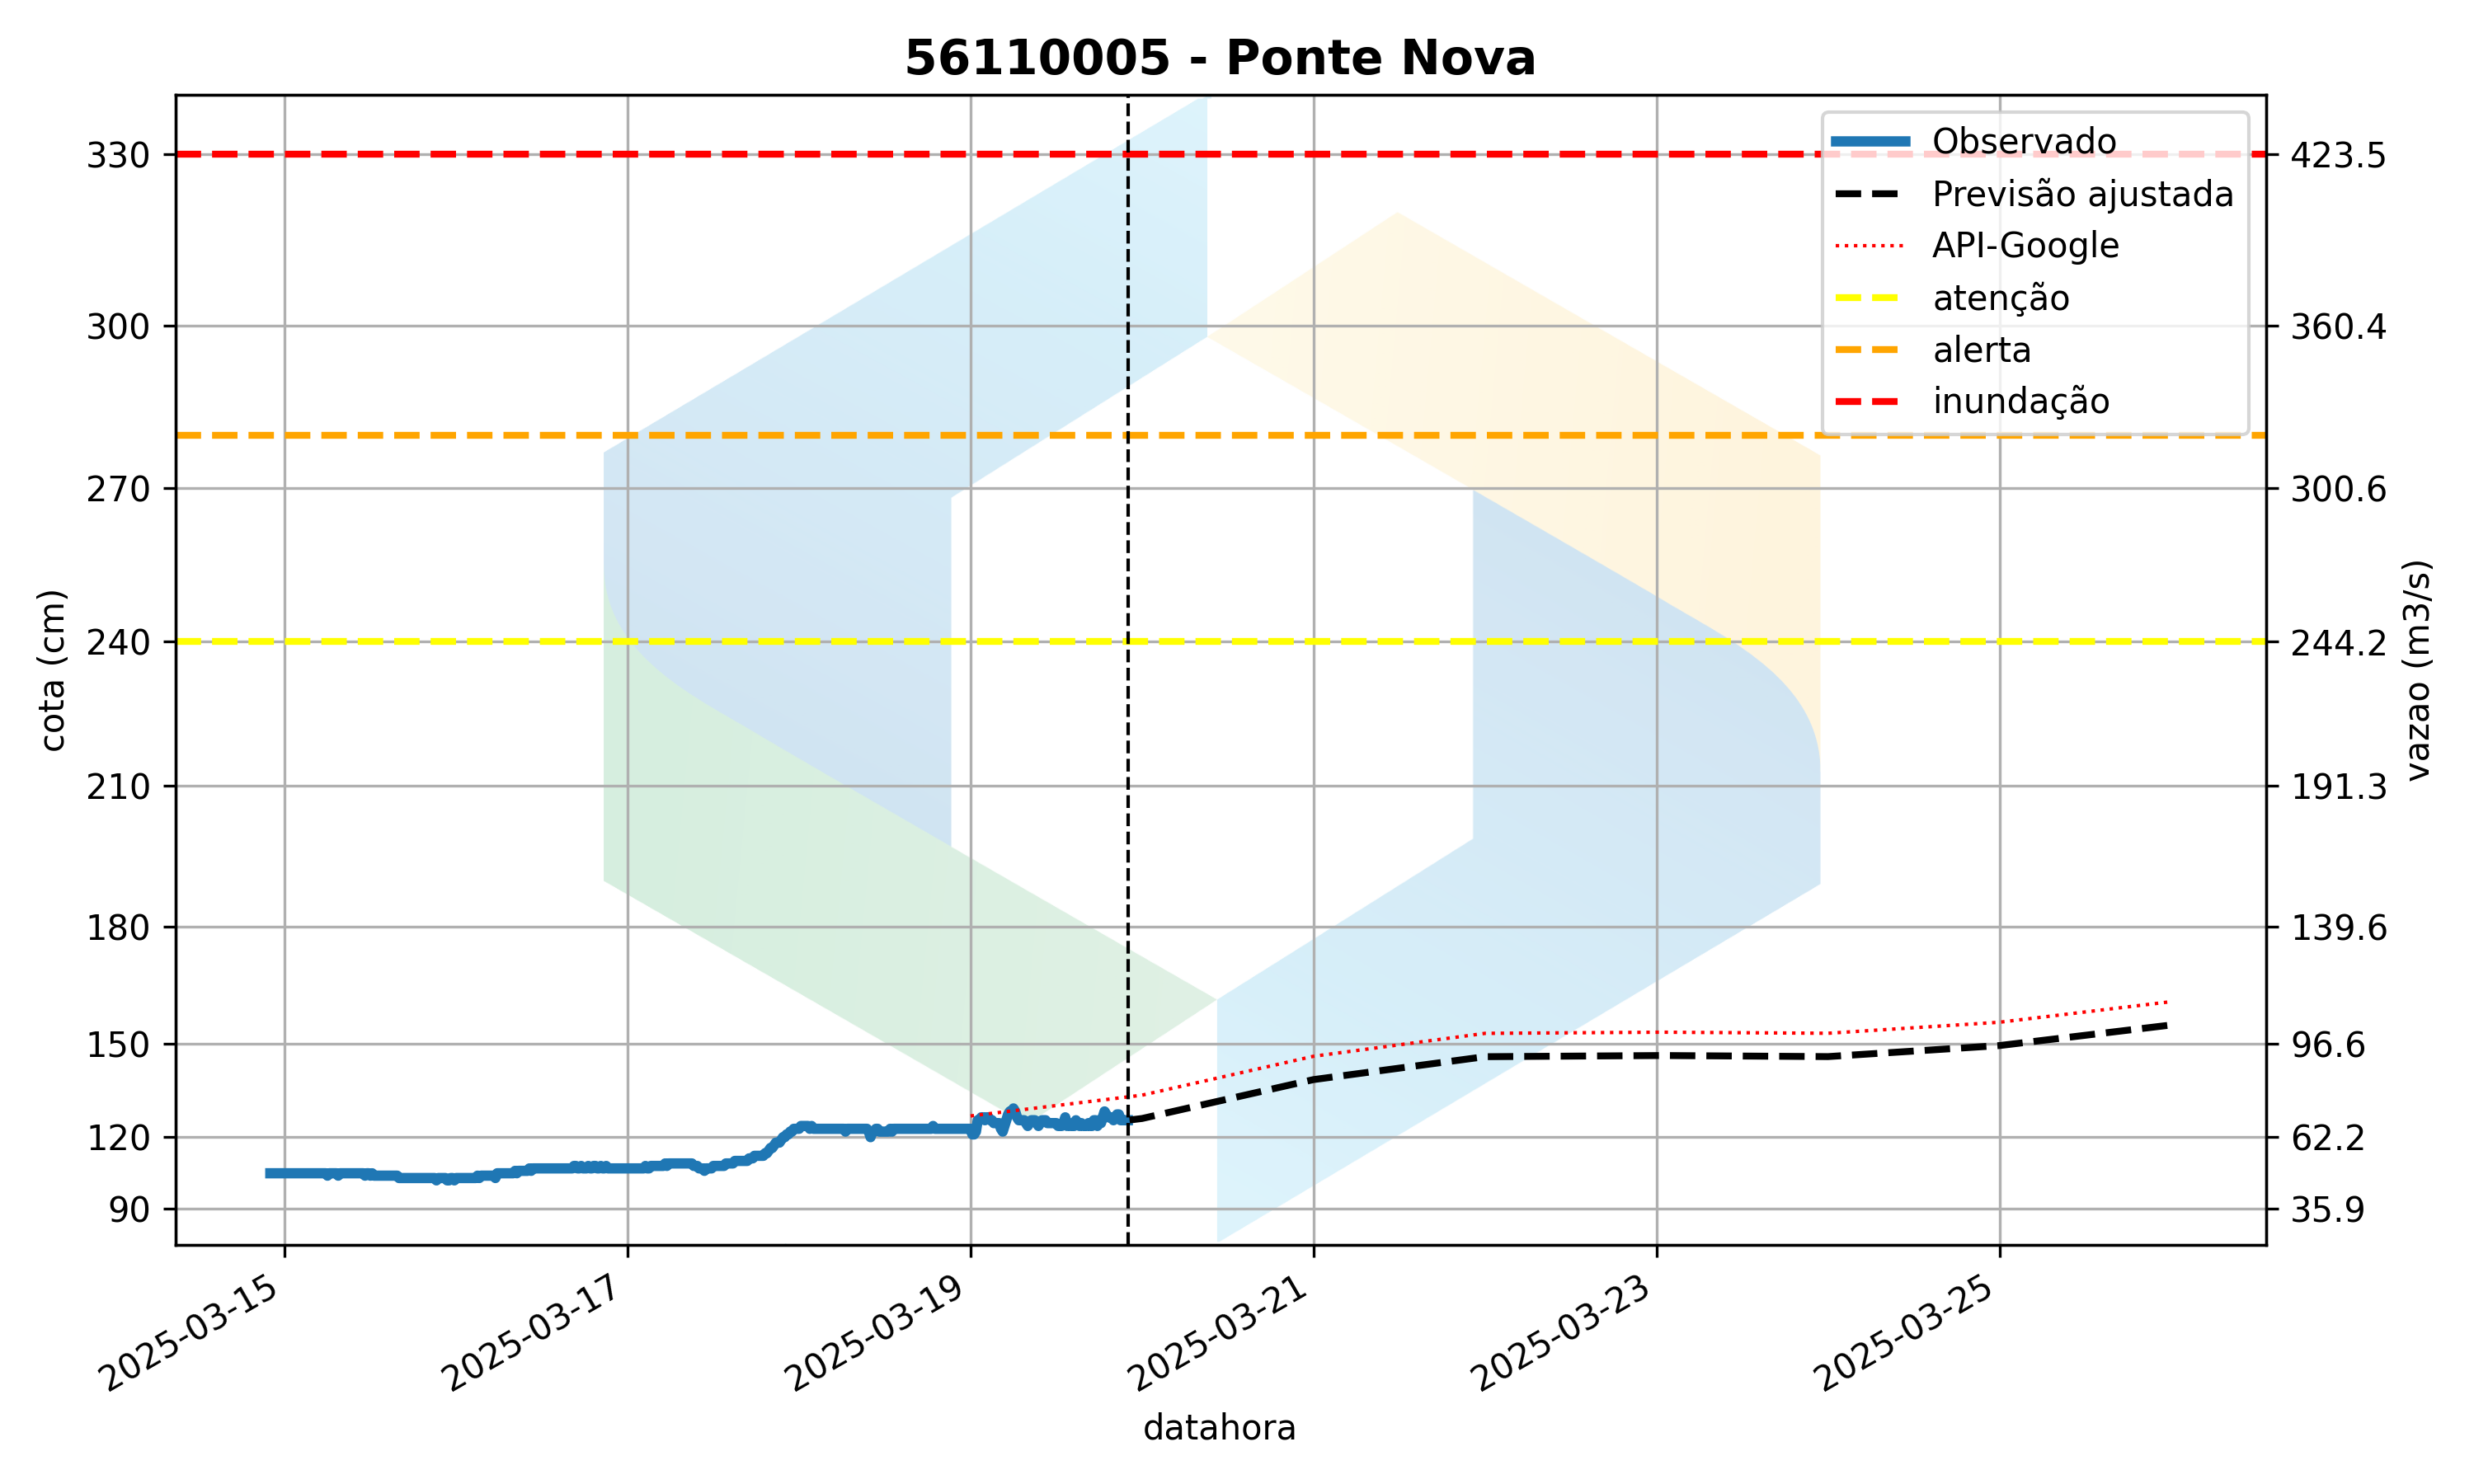 56110005 - Ponte Nova
Observado
Previsão ajustada
API-Google
atenção
alerta
inundação
cota (cm)
330
300
270
240
210
180
150
120
90
423.5
360.4
300.6
244.2
191.3
139.6
96.6
62.2
35.9
vazao (m3/s)
2025-03-15
2025-03-17
2025-03-19
2025-03-21
2025-03-23
2025-03-25
datahora